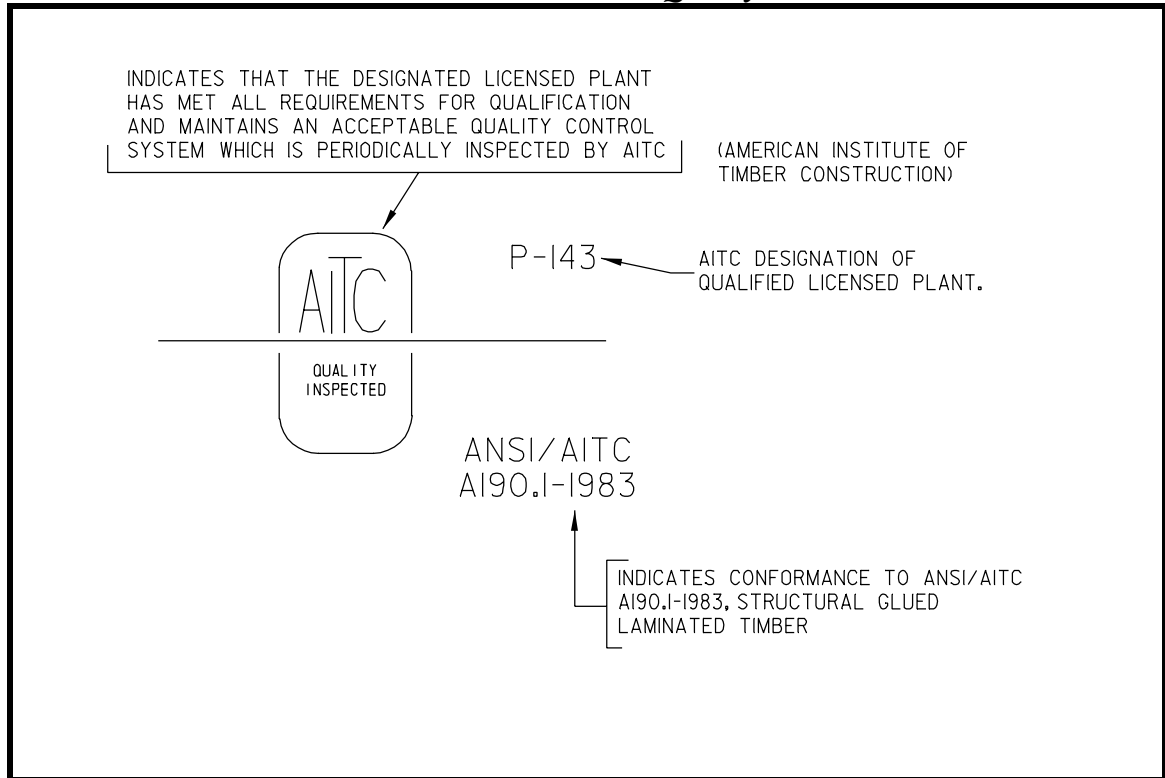 INDICATES THAT THE DESIGNATED LICENSED PLANT
HAS MET ALL REQUIREMENTS FOR QUALIFICATION
AND MAINTAINS AN ACCEPTABLE QUALITY CONTROL
SYSTEM WHICH IS PERIODICALLY INSPECTED BY AITC
(AMERICAN INSTITUTE OF
TIMBER CONSTRUCTION)
P-143
AITC DESIGNATION OF
QUALIFIED LICENSED PLANT.
AITC
QUALITY
INSPECTED
ANSI/AITC
A190.1-1983
INDICATES CONFORMANCE TO ANSI/AITC
A190.1-1983, STRUCTURAL GLUED
LAMINATED TIMBER